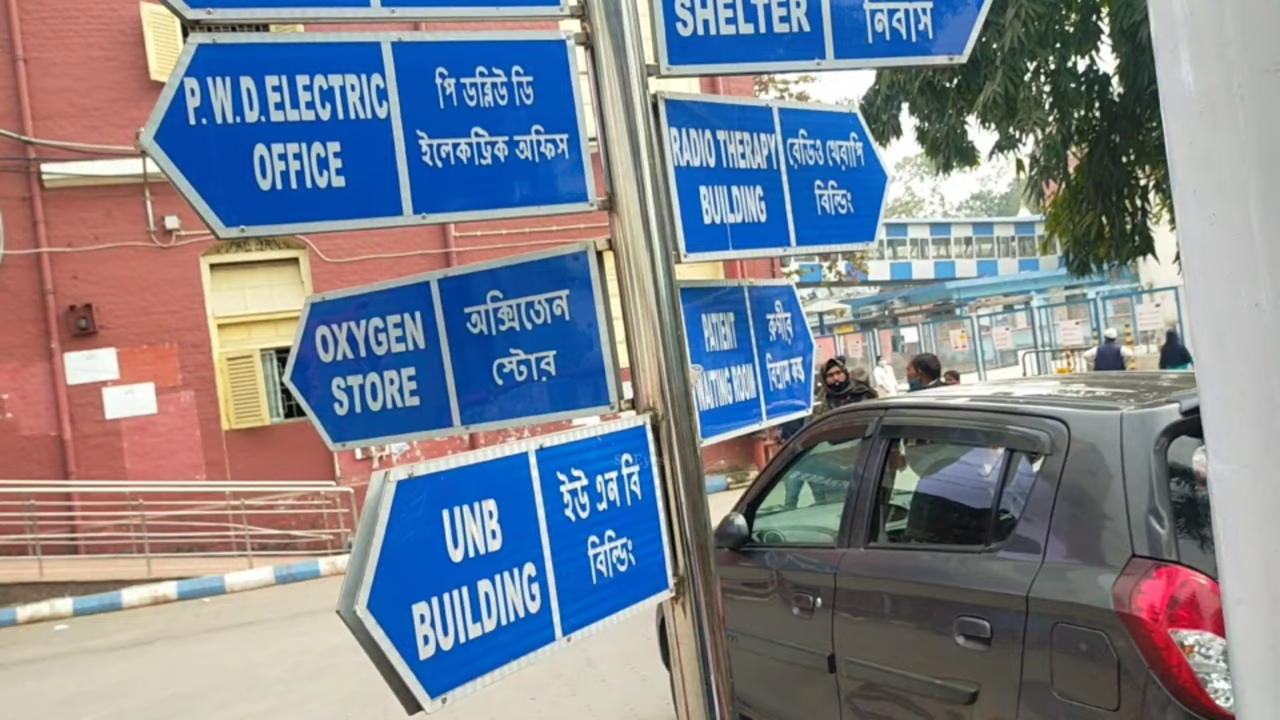 SHELTER
নিবাস
P.W.D.ELECTRIC
OFFICE
পি ডব্লিউ ডি
ইলেকট্রিক অফিস
RADIO THERAPY
BUILDING
রেডিও থেরাপি
বিল্ডিং
OXYGEN
STORE
অক্সিজেন
স্টোর
PATIENT
WAITING ROOM
রুগীর
বিশ্রাম কক্ষ
UNB
BUILDING
ইউ এন বি
বিল্ডিং